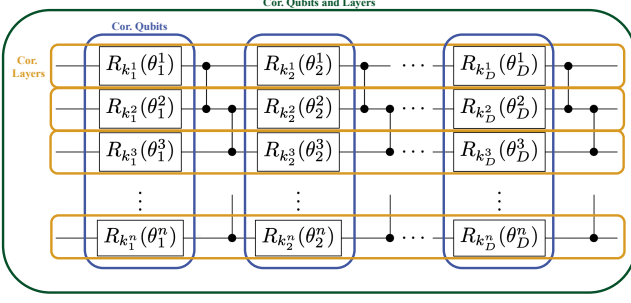 Cor. Qubits and Layers
Cor. Qubits
Cor.
Layers
R_{k_1^1}(θ_1^1) R_{k_2^1}(θ_2^1) ⋯ R_{k_D^1}(θ_D^1)
R_{k_1^2}(θ_1^2) R_{k_2^2}(θ_2^2) ⋯ R_{k_D^2}(θ_D^2)
R_{k_1^3}(θ_1^3) R_{k_2^3}(θ_2^3) ⋯ R_{k_D^3}(θ_D^3)
⋮ ⋮ ⋮
R_{k_1^n}(θ_1^n) R_{k_2^n}(θ_2^n) ⋯ R_{k_D^n}(θ_D^n)